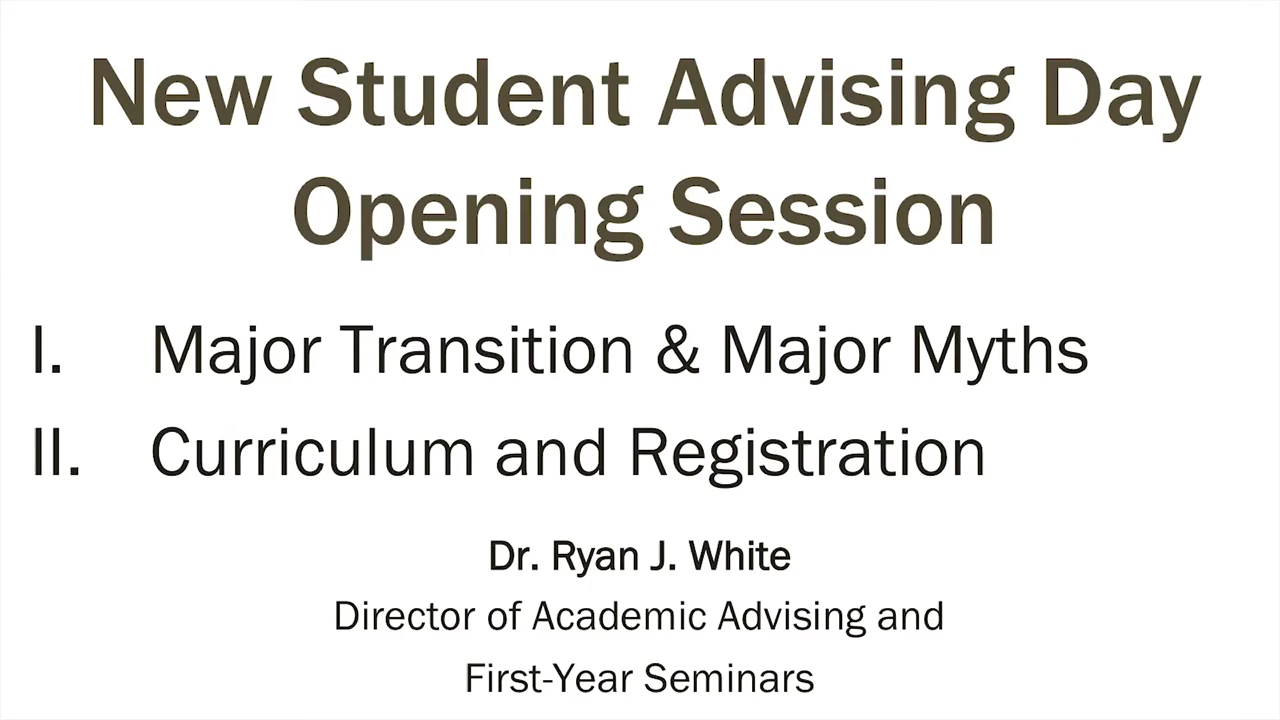 New Student Advising Day
Opening Session
I. Major Transition & Major Myths
II. Curriculum and Registration
Dr. Ryan J. White
Director of Academic Advising and
First-Year Seminars